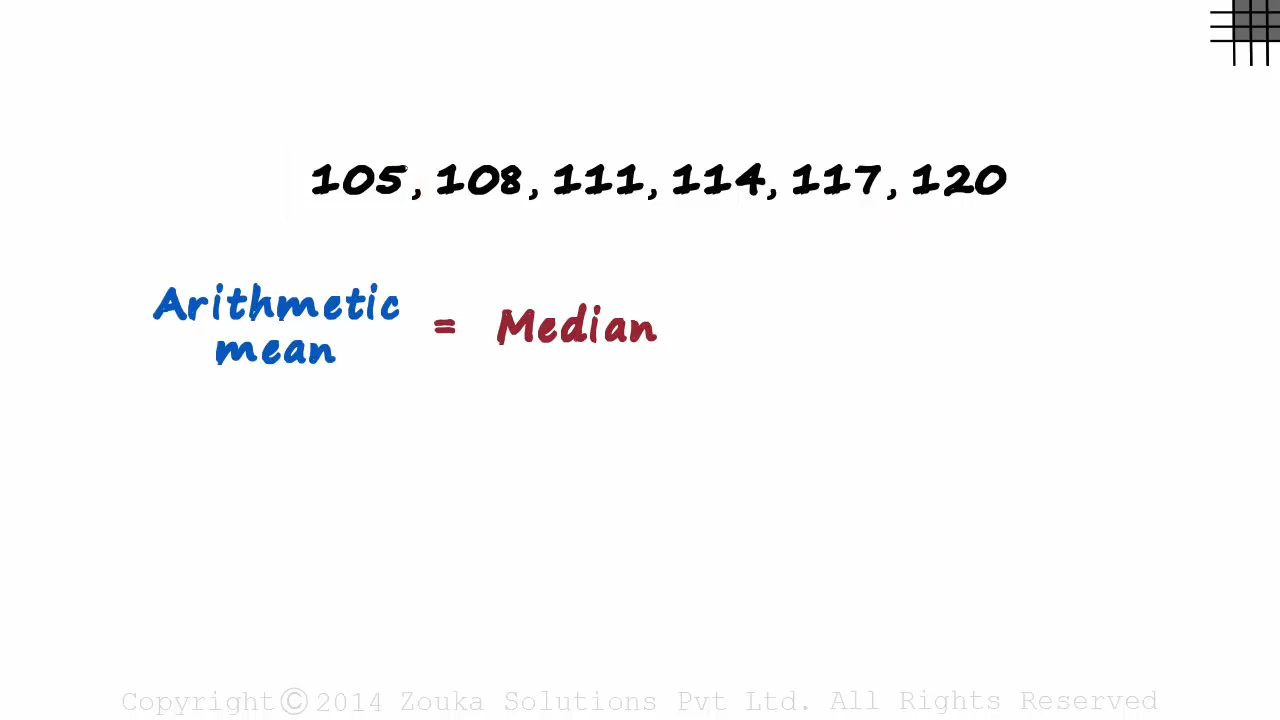 105, 108, 111, 114, 117, 120
Arithmetic
mean
= Median
Copyright © 2014 Zouka Solutions Pvt Ltd. All Rights Reserved